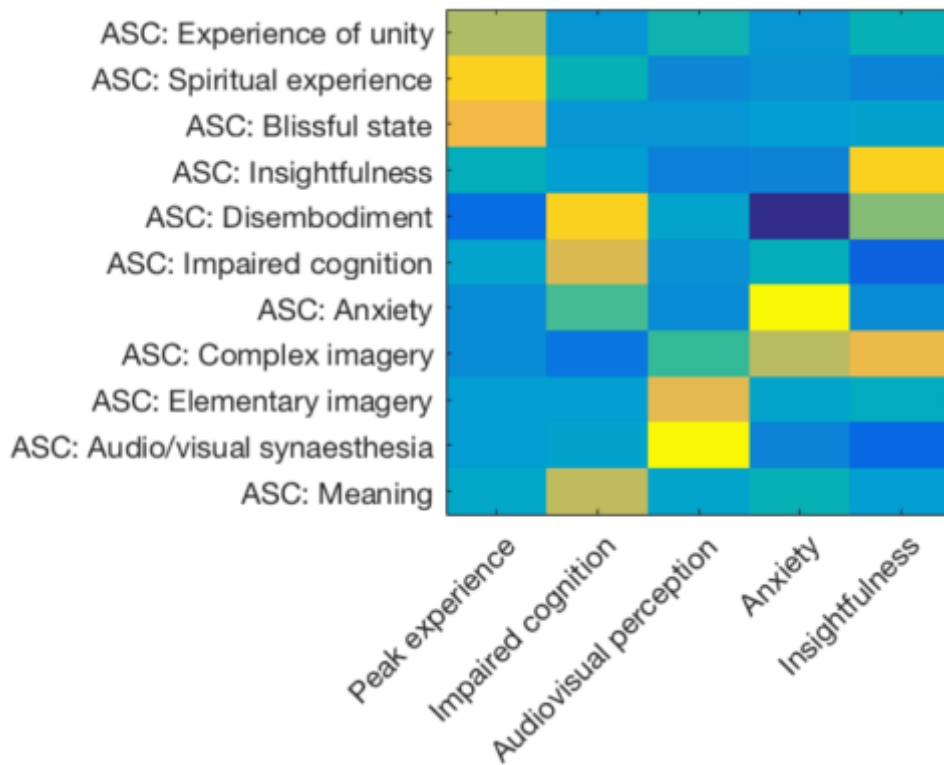 ASC: Experience of unity
ASC: Spiritual experience
ASC: Blissful state
ASC: Insightfulness
ASC: Disembodiment
ASC: Impaired cognition
ASC: Anxiety
ASC: Complex imagery
ASC: Elementary imagery
ASC: Audio/visual synaesthesia
ASC: Meaning
Peak experience
Impaired cognition
Audiovisual perception
Anxiety
Insightfulness